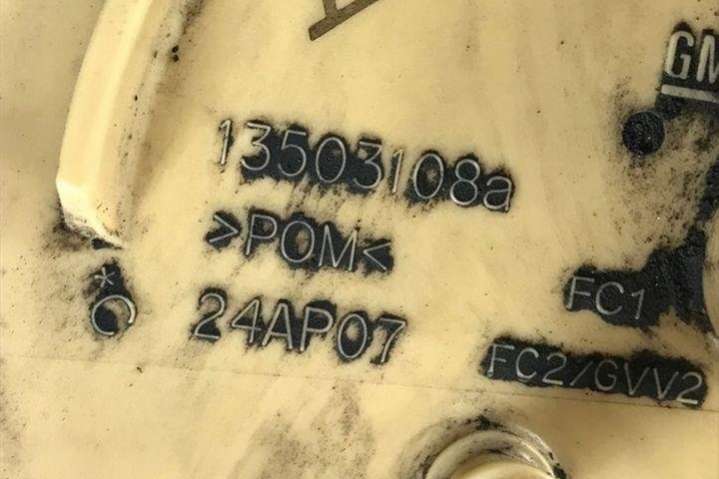 GM
13503108a
>POM<
FC1
24AP07
FC2/GVV2